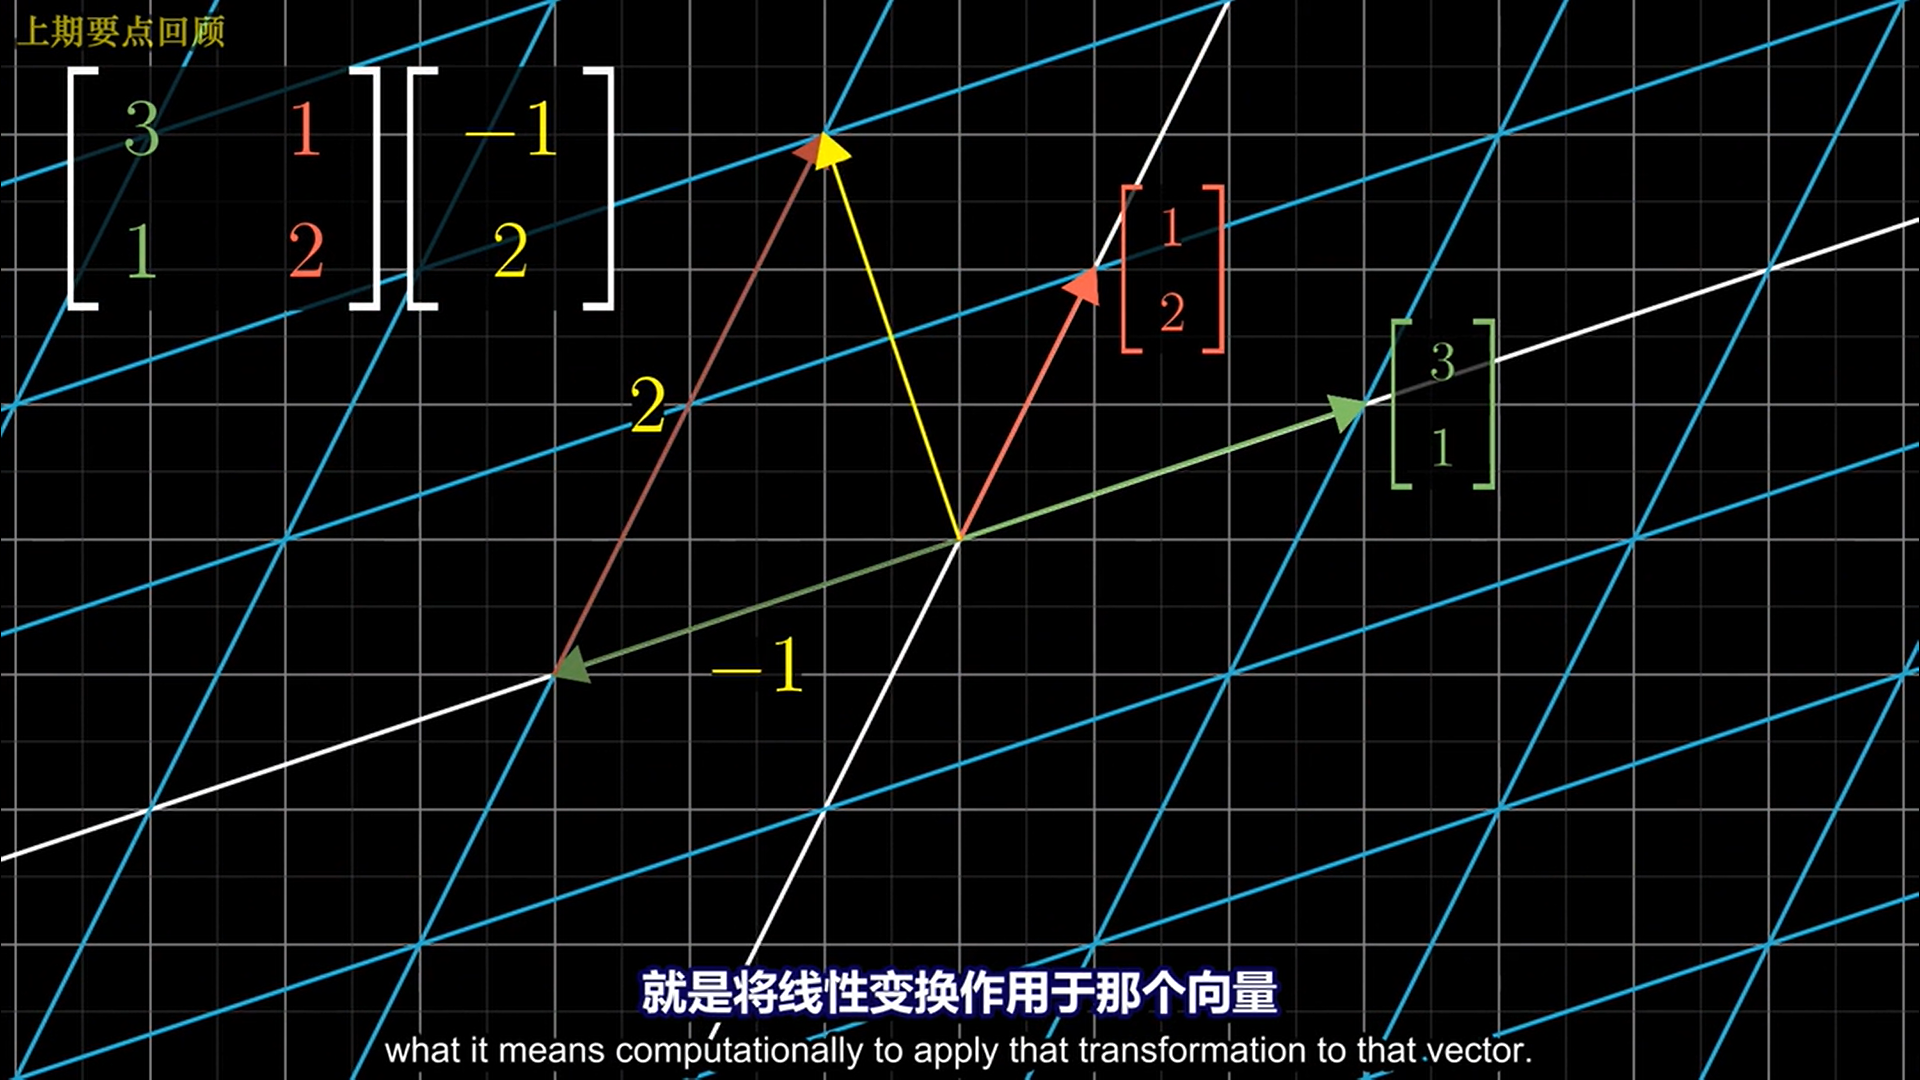 上期要点回顾
3 1 -1
1 2 2
1
2
3
1
2
-1
就是将线性变换作用于那个向量
what it means computationally to apply that transformation to that vector.